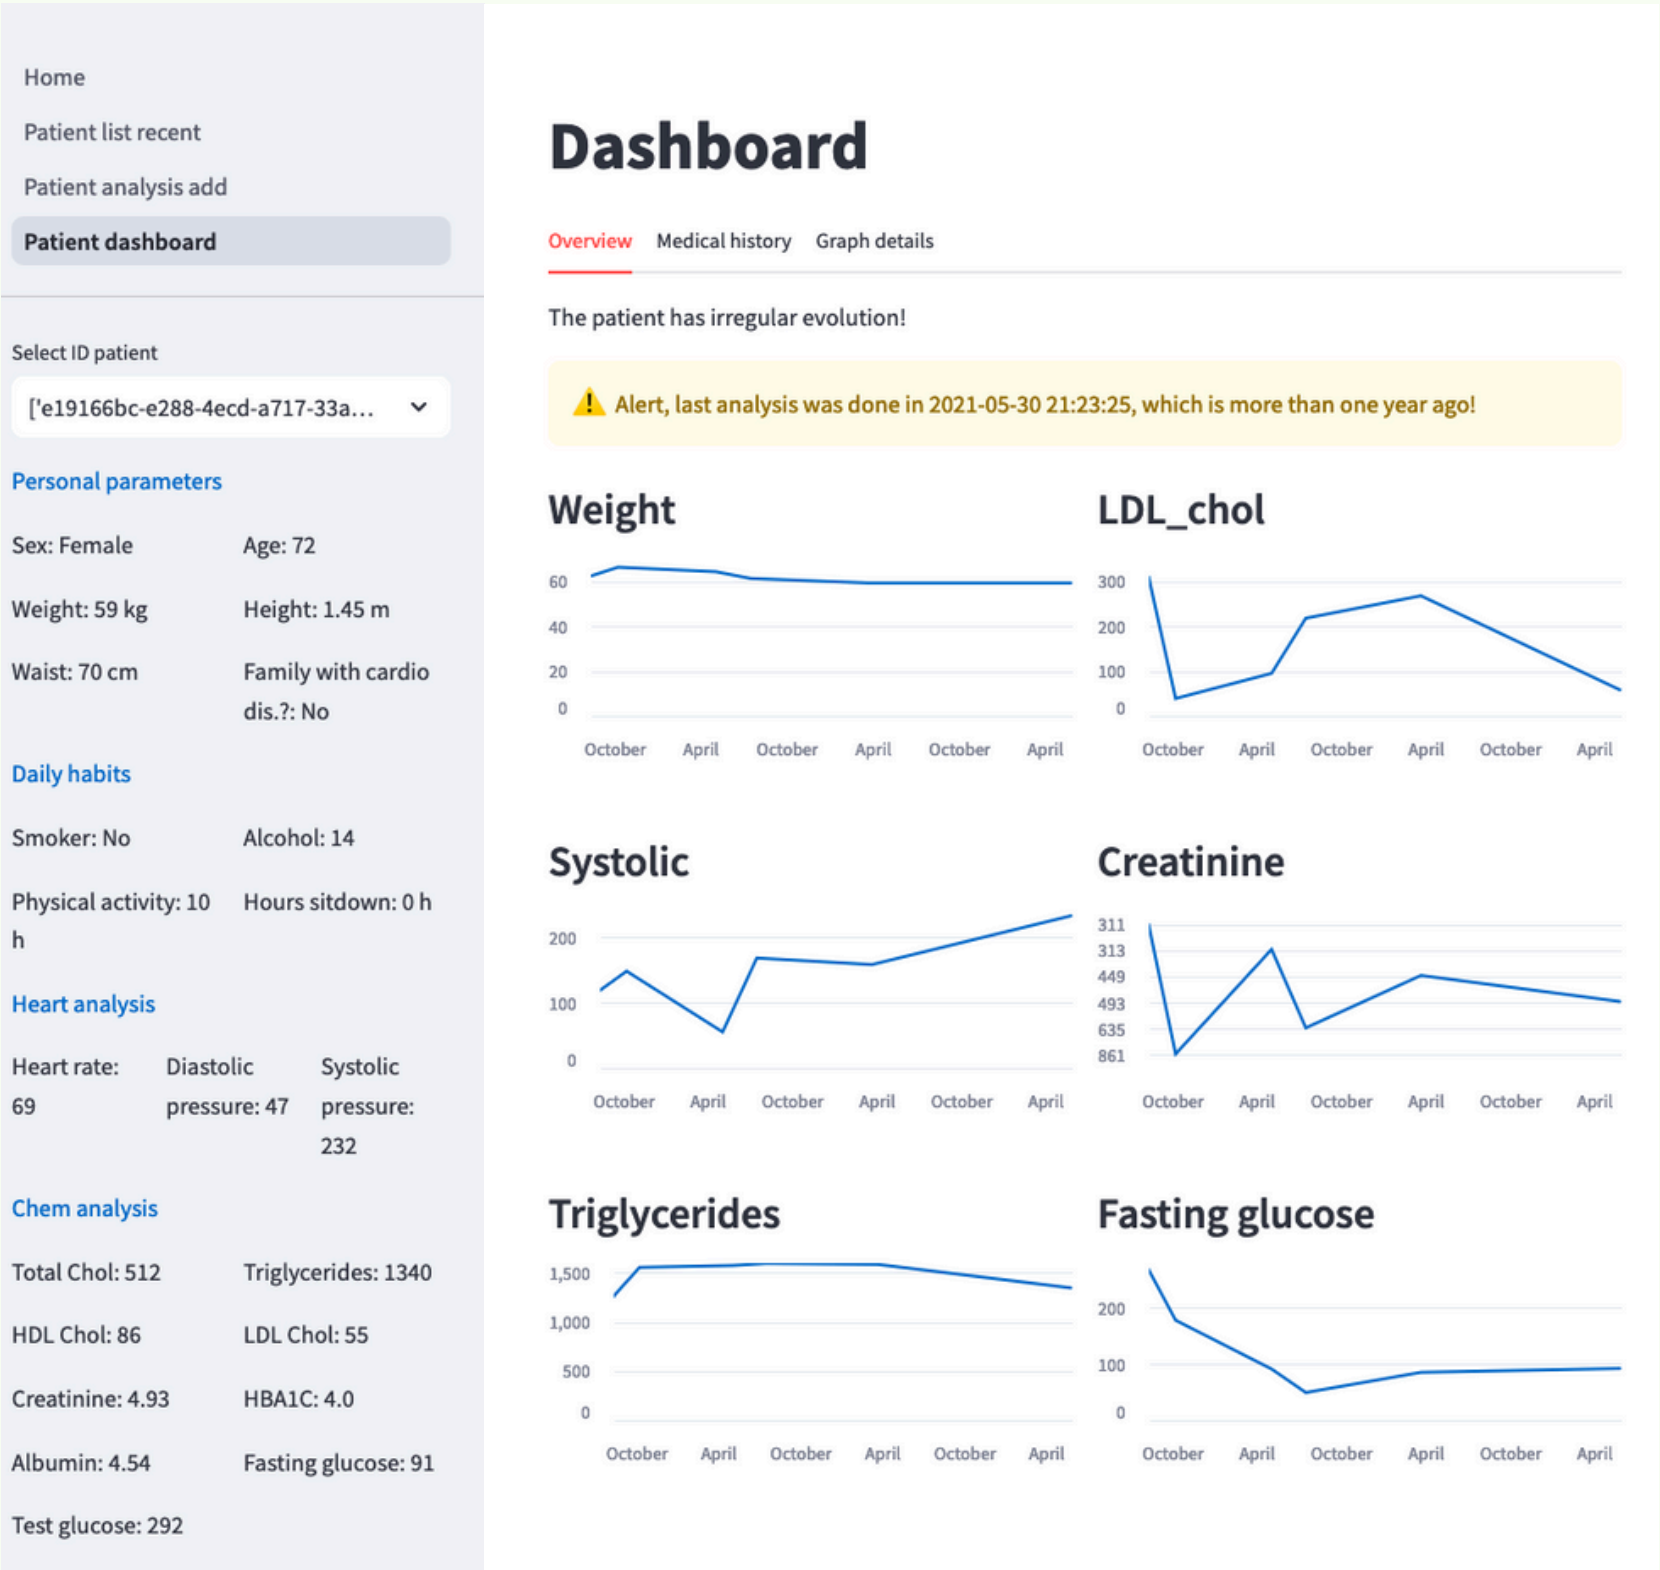 Home
Patient list recent
Patient analysis add
Patient dashboard
Select ID patient
['e19166bc-e288-4ecd-a717-33a...
Personal parameters
Sex: Female Age: 72
Weight: 59 kg Height: 1.45 m
Waist: 70 cm Family with cardio
dis.?: No
Daily habits
Smoker: No Alcohol: 14
Physical activity: 10 Hours sitdown: 0 h
h
Heart analysis
Heart rate: Diastolic Systolic
69 pressure: 47 pressure:
232
Chem analysis
Total Chol: 512 Triglycerides: 1340
HDL Chol: 86 LDL Chol: 55
Creatinine: 4.93 HBA1C: 4.0
Albumin: 4.54 Fasting glucose: 91
Test glucose: 292
Dashboard
Overview Medical history Graph details
The patient has irregular evolution!
Alert, last analysis was done in 2021-05-30 21:23:25, which is more than one year ago!
Weight
60
40
20
0
October April October April October April
LDL_chol
300
200
100
0
October April October April October April
Systolic
200
100
0
October April October April October April
Creatinine
311
313
449
493
635
861
October April October April October April
Triglycerides
1,500
1,000
500
0
October April October April October April
Fasting glucose
200
100
0
October April October April October April